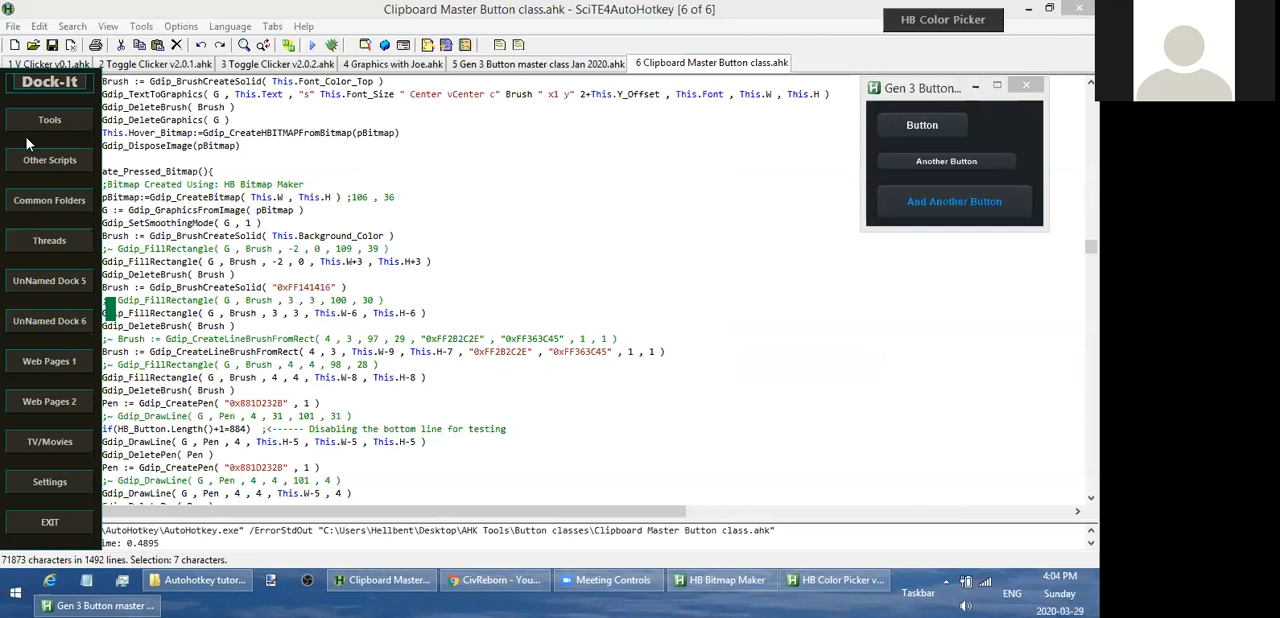 Clipboard Master Button class.ahk - SciTE4AutoHotkey [6 of 6]
HB Color Picker
File Edit Search View Tools Options Language Tabs Help
1 V Clicker v0.1.ahk 2 Toggle Clicker v2.0.1.ahk 3 Toggle Clicker v2.0.2.ahk 4 Graphics with Joe.ahk 5 Gen 3 Button master class Jan 2020.ahk 6 Clipboard Master Button class.ahk
Dock-It
Tools
Other Scripts
Common Folders
Threads
UnNamed Dock 5
UnNamed Dock 6
Web Pages 1
Web Pages 2
TV/Movies
Settings
EXIT
Brush := Gdip_BrushCreateSolid( This.Font_Color_Top )
Gdip_TextToGraphics( G , This.Text , "s" This.Font_Size " Center vCenter c" Brush " x1 y" 2+This.Y_Offset , This.Font , This.W , This.H )
Gdip_DeleteBrush( Brush )
Gdip_DeleteGraphics( G )
This.Hover_Bitmap:=Gdip_CreateHBITMAPFromBitmap(pBitmap)
Gdip_DisposeImage(pBitmap)
ate_Pressed_Bitmap(){
;Bitmap Created Using: HB Bitmap Maker
pBitmap:=Gdip_CreateBitmap( This.W , This.H ) ;106 , 36
G := Gdip_GraphicsFromImage( pBitmap )
Gdip_SetSmoothingMode( G , 1 )
Brush := Gdip_BrushCreateSolid( This.Background_Color )
;~ Gdip_FillRectangle( G , Brush , -2 , 0 , 109 , 39 )
Gdip_FillRectangle( G , Brush , -2 , 0 , This.W+3 , This.H+3 )
Gdip_DeleteBrush( Brush )
Brush := Gdip_BrushCreateSolid( "0xFF141416" )
Gdip_FillRectangle( G , Brush , 3 , 3 , 100 , 30 )
_FillRectangle( G , Brush , 3 , 3 , This.W-6 , This.H-6 )
Gdip_DeleteBrush( Brush )
;~ Brush := Gdip_CreateLineBrushFromRect( 4 , 3 , 97 , 29 , "0xFF2B2C2E" , "0xFF363C45" , 1 , 1 )
Brush := Gdip_CreateLineBrushFromRect( 4 , 3 , This.W-9 , This.H-7 , "0xFF2B2C2E" , "0xFF363C45" , 1 , 1 )
;~ Gdip_FillRectangle( G , Brush , 4 , 4 , 98 , 28 )
Gdip_FillRectangle( G , Brush , 4 , 4 , This.W-8 , This.H-8 )
Gdip_DeleteBrush( Brush )
Pen := Gdip_CreatePen( "0x881D232B" , 1 )
;~ Gdip_DrawLine( G , Pen , 4 , 31 , 101 , 31 )
if(HB_Button.Length()+1=884) ;<------ Disabling the bottom line for testing
Gdip_DrawLine( G , Pen , 4 , This.H-5 , This.W-5 , This.H-5 )
Gdip_DeletePen( Pen )
Pen := Gdip_CreatePen( "0x881D232B" , 1 )
;~ Gdip_DrawLine( G , Pen , 4 , 4 , 101 , 4 )
Gdip_DrawLine( G , Pen , 4 , 4 , This.W-5 , 4 )
Gen 3 Button...
Button
Another Button
And Another Button
\AutoHotkey\AutoHotkey.exe" /ErrorStdOut "C:\Users\Hellbent\Desktop\AHK Tools\Button classes\Clipboard Master Button class.ahk"
ime: 0.4895
71873 characters in 1492 lines. Selection: 7 characters.
Autohotkey tutor...
Clipboard Master...
CivReborn - You...
Meeting Controls
HB Bitmap Maker
HB Color Picker v...
Gen 3 Button master ...
Taskbar
ENG
4:04 PM
Sunday
2020-03-29